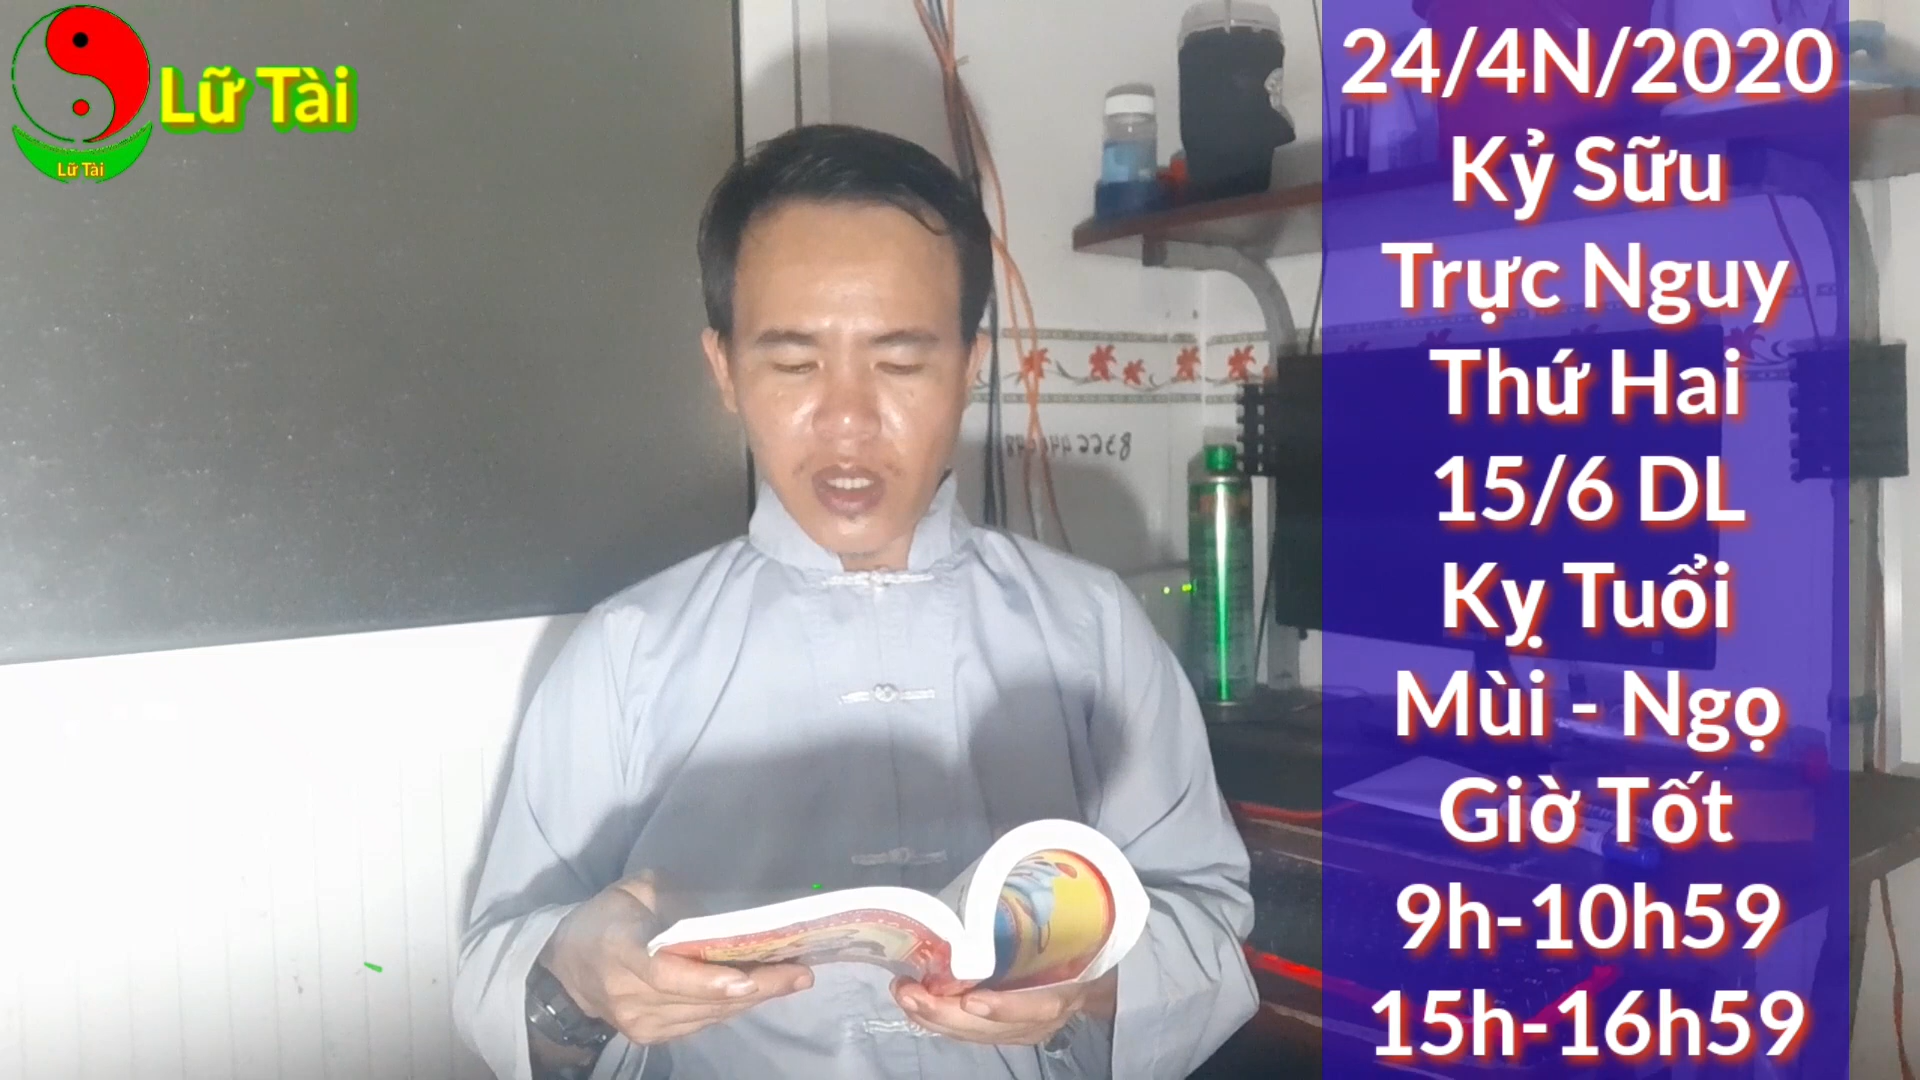 Lữ Tài
Lữ Tài
24/4N/2020
Kỷ Sữu
Trực Nguy
Thứ Hai
15/6 DL
Kỵ Tuổi
Mùi - Ngọ
Giờ Tốt
9h-10h59
15h-16h59